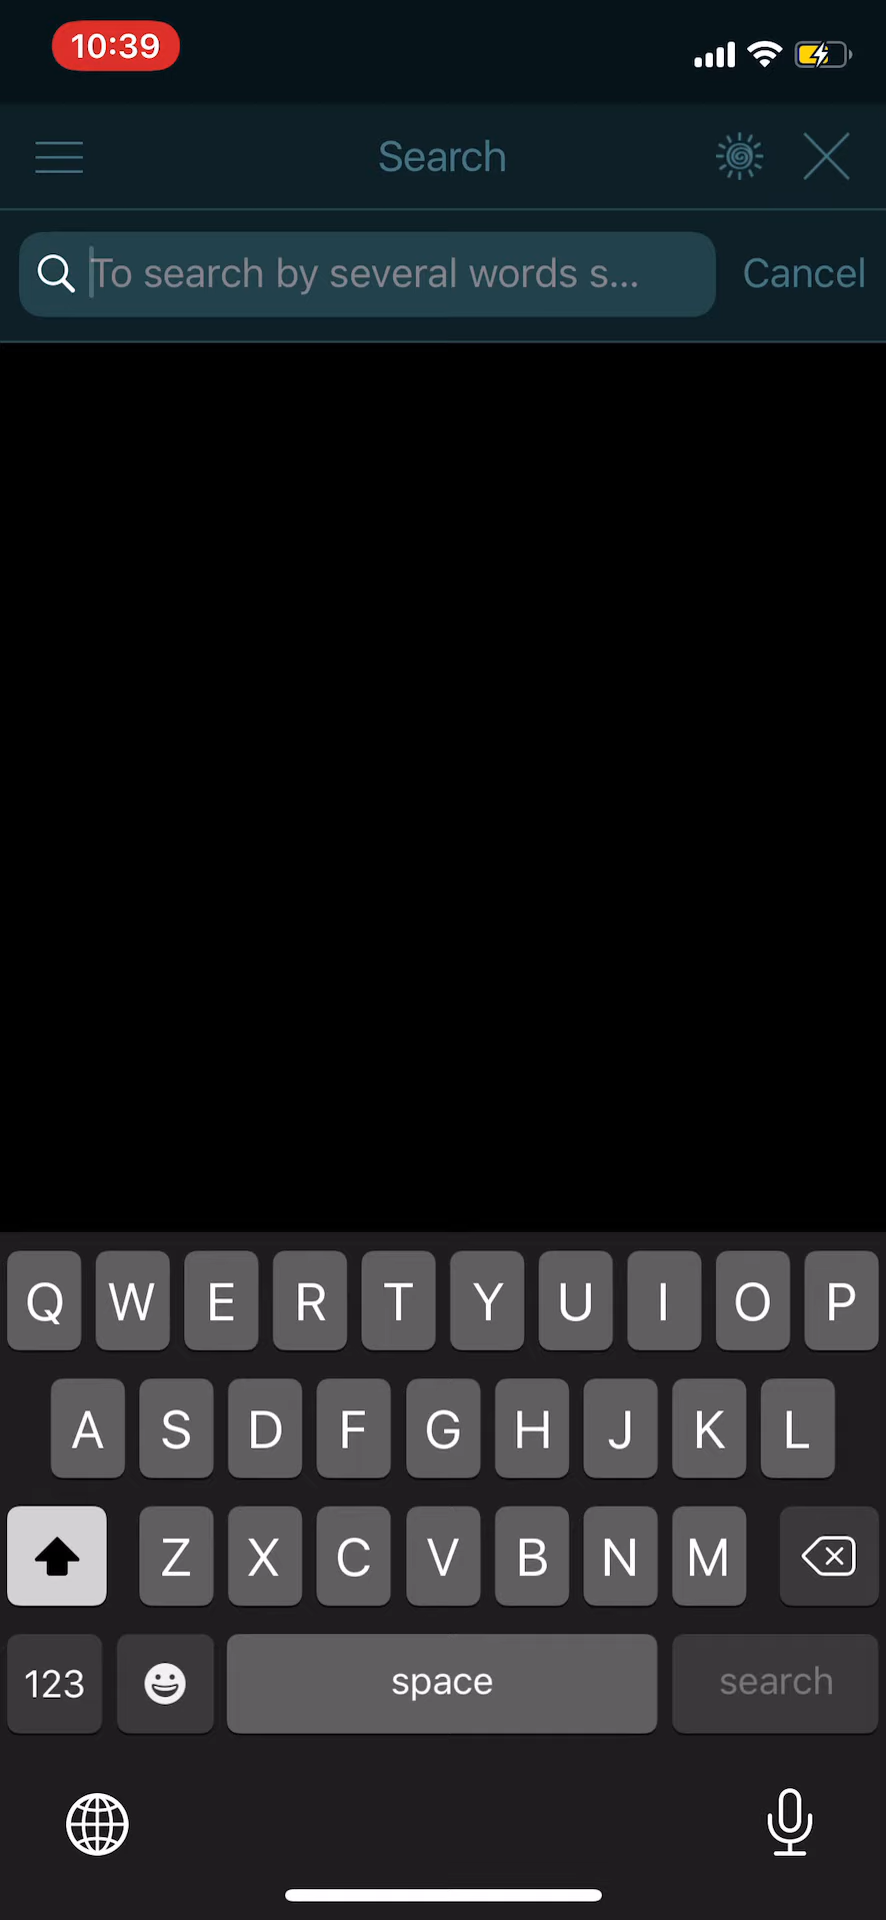 10:39
Search
To search by several words s...
Cancel
Q W E R T Y U I O P
A S D F G H J K L
Z X C V B N M
123 space search